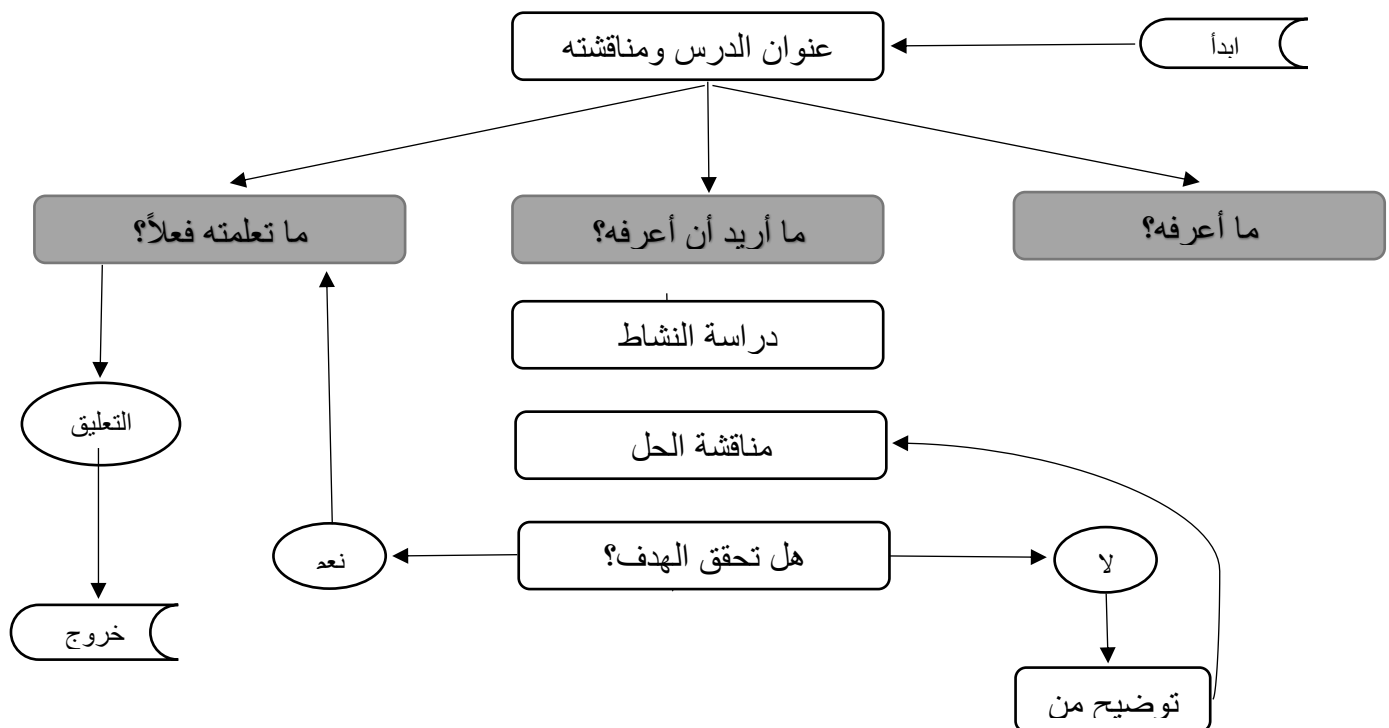 ابدأ
عنوان الدرس ومناقشته
ما أعرفه؟
ما أريد أن أعرفه؟
ما تعلمته فعلاً؟
دراسة النشاط
التعليق
مناقشة الحل
لا
هل تحقق الهدف؟
نعم
خروج
توضيح من